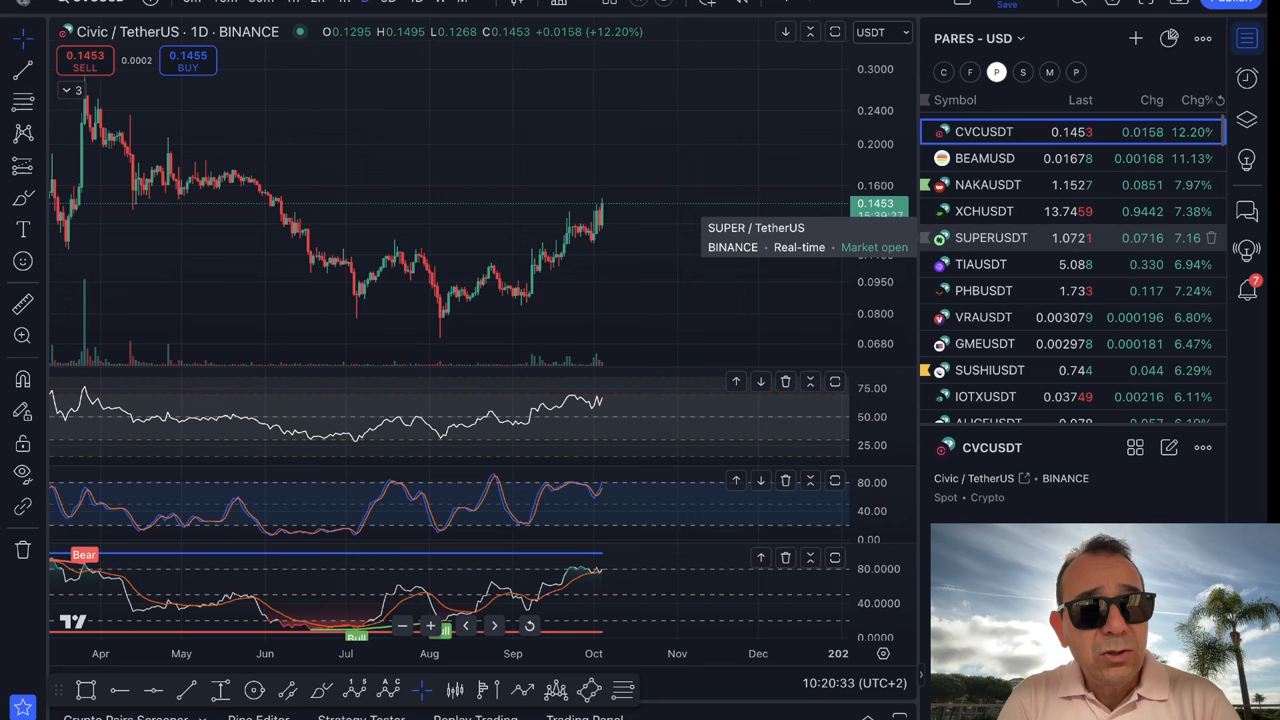 Save
Civic / TetherUS · 1D · BINANCE O0.1295 H0.1495 L0.1268 C0.1453 +0.0158 (+12.20%)
USDT
0.1453 SELL
0.0002
0.1455 BUY
3
0.3000
0.2400
0.2000
0.1600
0.1453
15:39:27
0.0950
0.0800
0.0680
SUPER / TetherUS
BINANCE • Real-time • Market open
75.00
50.00
25.00
80.00
40.00
0.00
Bear
Bull
80.0000
40.0000
0.0000
Apr May Jun Jul Aug Sep Oct Nov Dec 202
10:20:33 (UTC+2)
Crypto Pairs Screener Pine Editor Strategy Tester Replay Trading Trading Panel
PARES - USD
C F P S M P
Symbol Last Chg Chg%
CVCUSDT 0.1453 0.0158 12.20%
BEAMUSD 0.01678 0.00168 11.13%
NAKAUSDT 1.1527 0.0851 7.97%
XCHUSDT 13.7459 0.9442 7.38%
SUPERUSDT 1.0721 0.0716 7.16
TIAUSDT 5.088 0.330 6.94%
PHBUSDT 1.733 0.117 7.24%
VRAUSDT 0.003079 0.000196 6.80%
GMEUSDT 0.002978 0.000181 6.47%
SUSHIUSDT 0.744 0.044 6.29%
IOTXUSDT 0.03749 0.00216 6.11%
CVCUSDT
Civic / TetherUS • BINANCE
Spot • Crypto
7